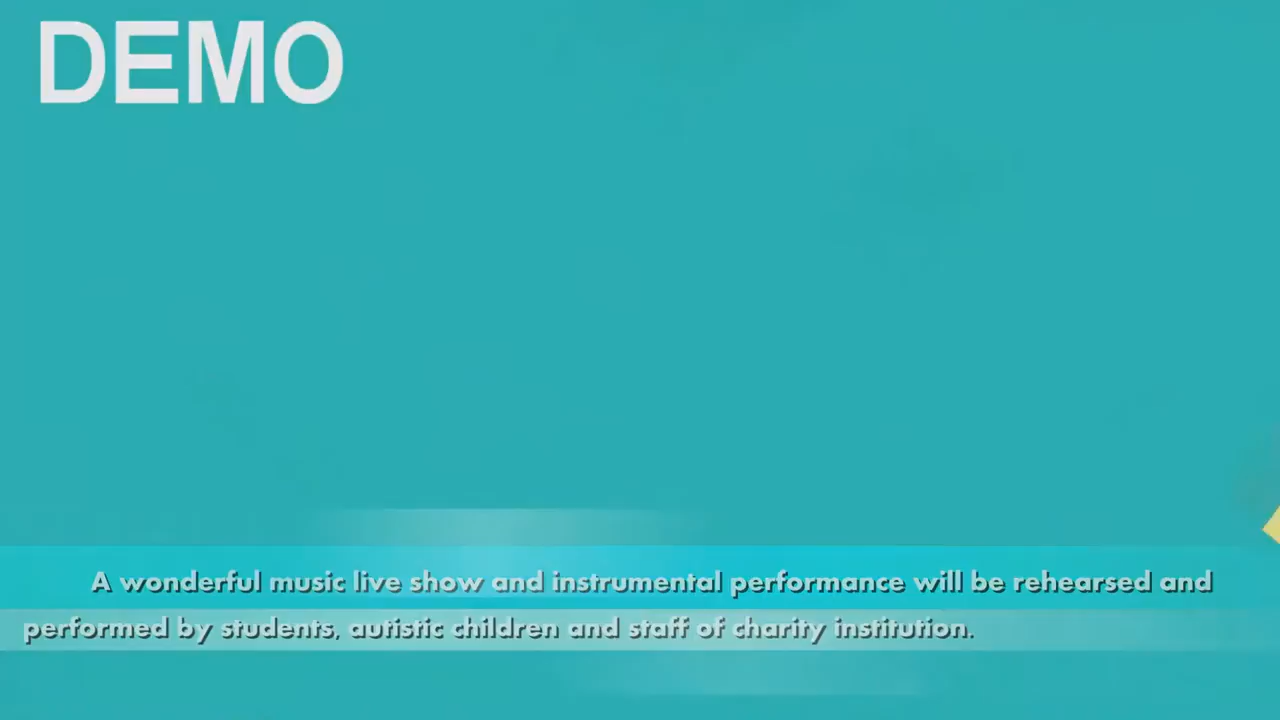 DEMO
A wonderful music live show and instrumental performance will be rehearsed and
performed by students, autistic children and staff of charity institution.